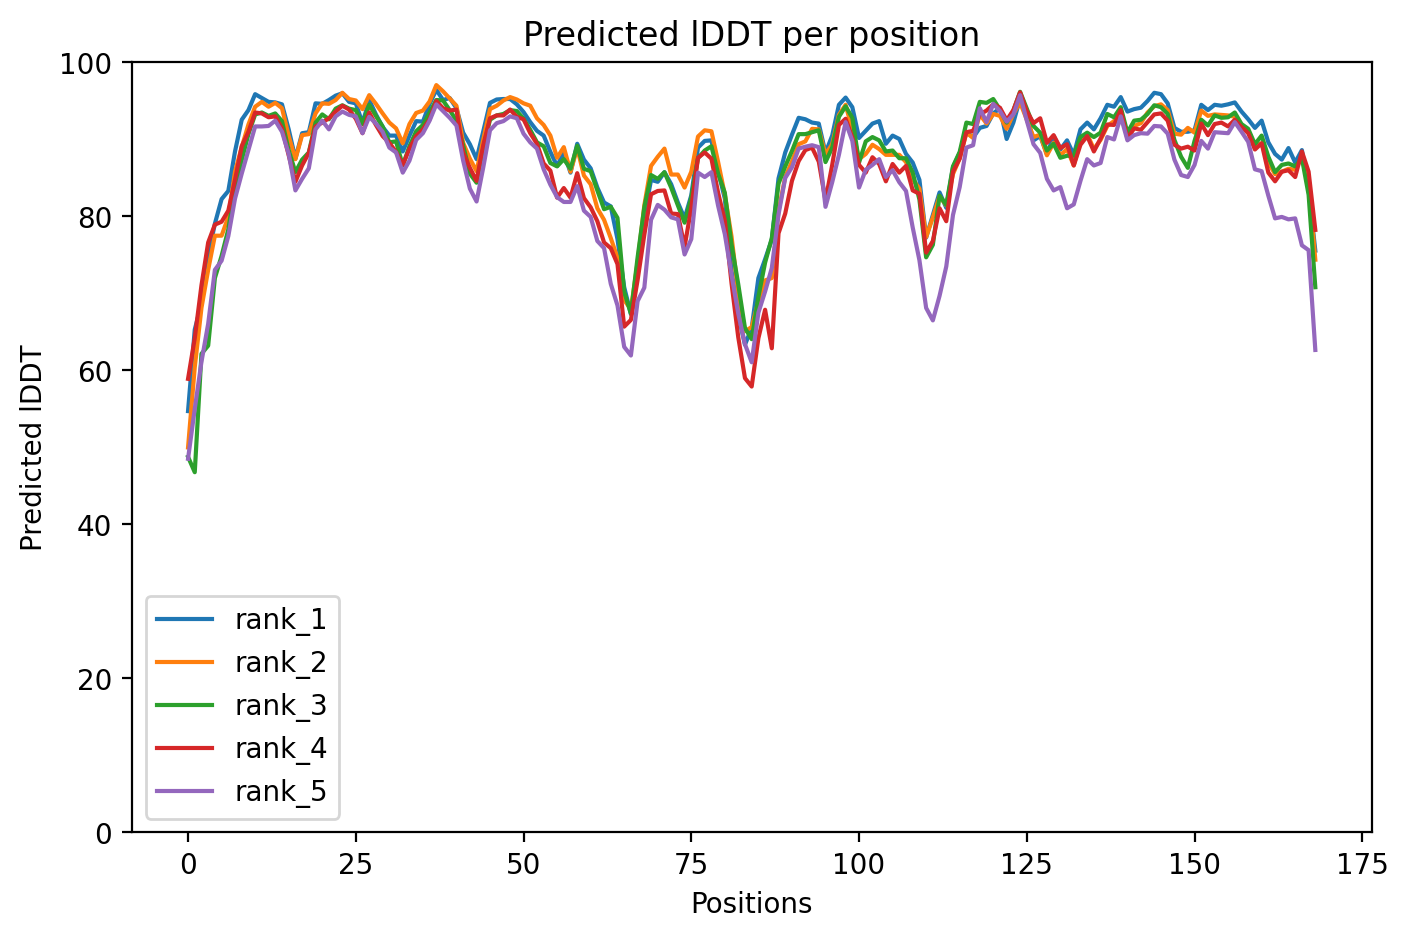 Predicted lDDT per position
Predicted lDDT
100
80
60
40
20
0
rank_1
rank_2
rank_3
rank_4
rank_5
0 25 50 75 100 125 150 175
Positions